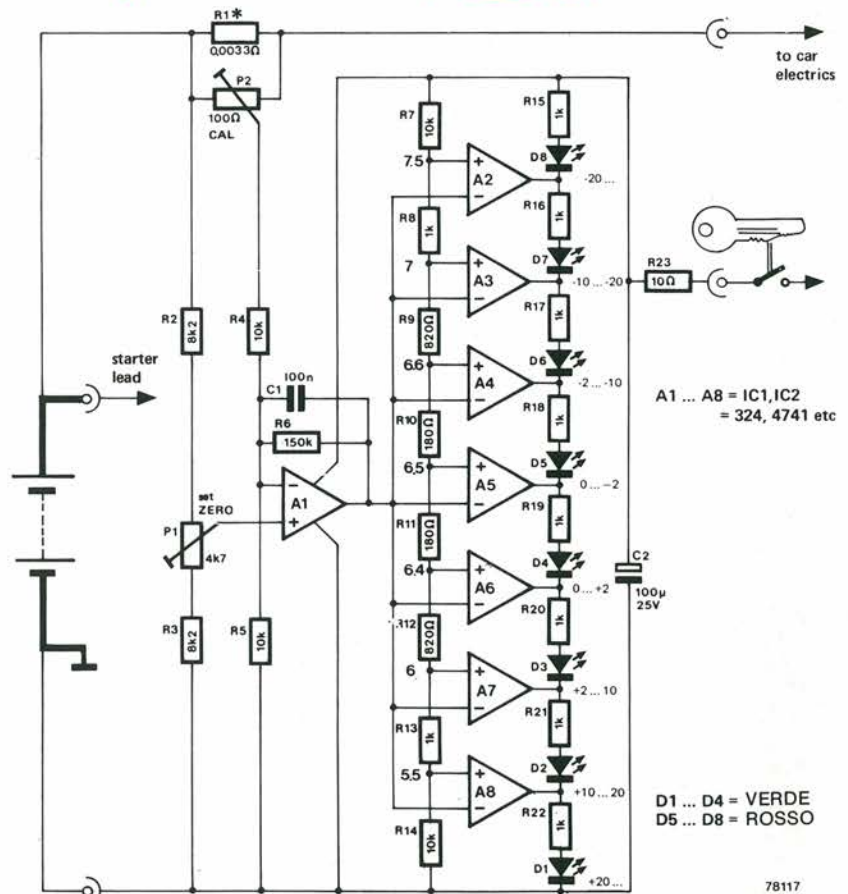 R1*
0,0033Ω
P2
100Ω
CAL
to car
electrics
R7
10k
R15
1k
D8
7.5
+
A2
−
-20...
R8
1k
R16
1k
D7
7
+
A3
−
-10... -20
R23
10Ω
R2
8k2
R4
10k
R9
820Ω
R17
1k
D6
6.6
+
A4
−
-2... -10
starter
lead
C1
100n
R6
150k
R10
180Ω
R18
1k
D5
6,5
+
A5
−
0 ... −2
A1 ... A8 = IC1,IC2
= 324, 4741 etc
set
ZERO
P1
4k7
−
A1
+
R11
180Ω
R19
1k
D4
6.4
+
A6
−
0 ... +2
C2
100µ
25V
R3
8k2
R5
10k
R12
820Ω
R20
1k
D3
6
+
A7
−
+2 ... 10
R13
1k
R21
1k
D2
5.5
+
A8
−
+10 ... 20
R14
10k
R22
1k
D1
+20 ...
D1 ... D4 = VERDE
D5 ... D8 = ROSSO
78117